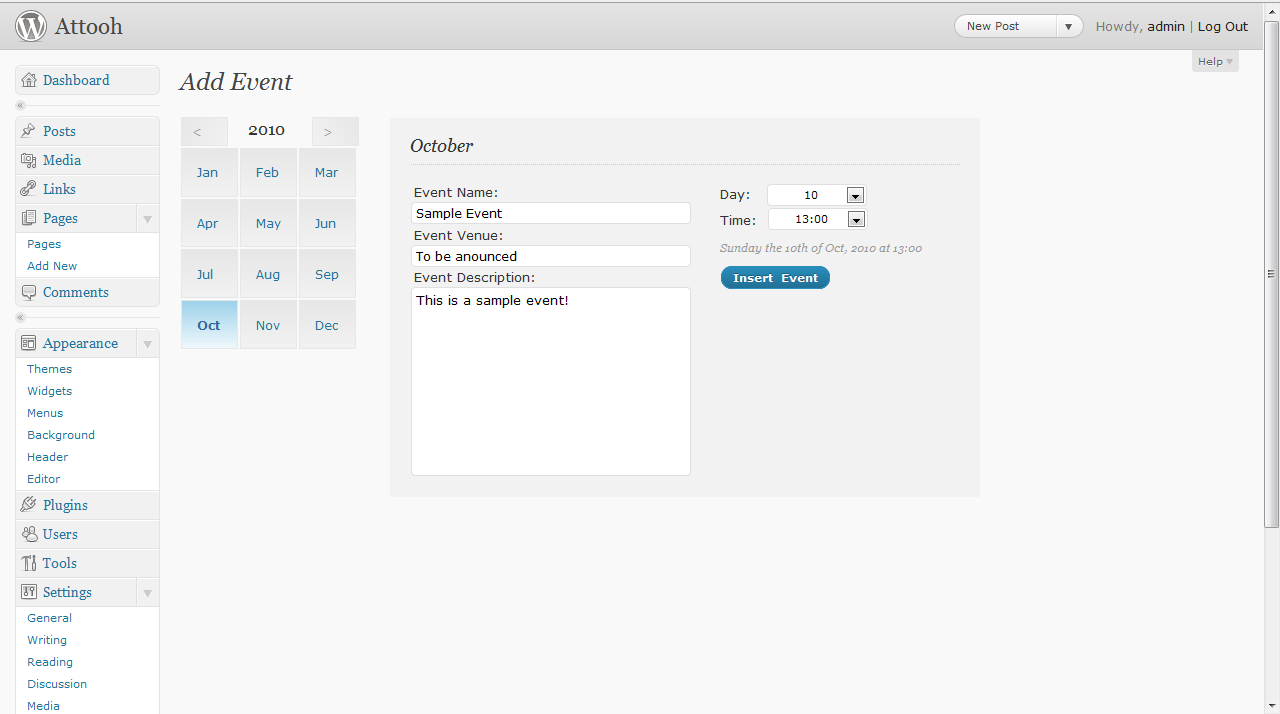 Attooh
New Post
Howdy, admin | Log Out
Help
Dashboard
Posts
Media
Links
Pages
Pages
Add New
Comments
Appearance
Themes
Widgets
Menus
Background
Header
Editor
Plugins
Users
Tools
Settings
General
Writing
Reading
Discussion
Media
Add Event
< 2010 >
Jan Feb Mar
Apr May Jun
Jul Aug Sep
Oct Nov Dec
October
Event Name:
Sample Event
Event Venue:
To be anounced
Event Description:
This is a sample event!
Day: 10
Time: 13:00
Sunday the 10th of Oct, 2010 at 13:00
Insert Event